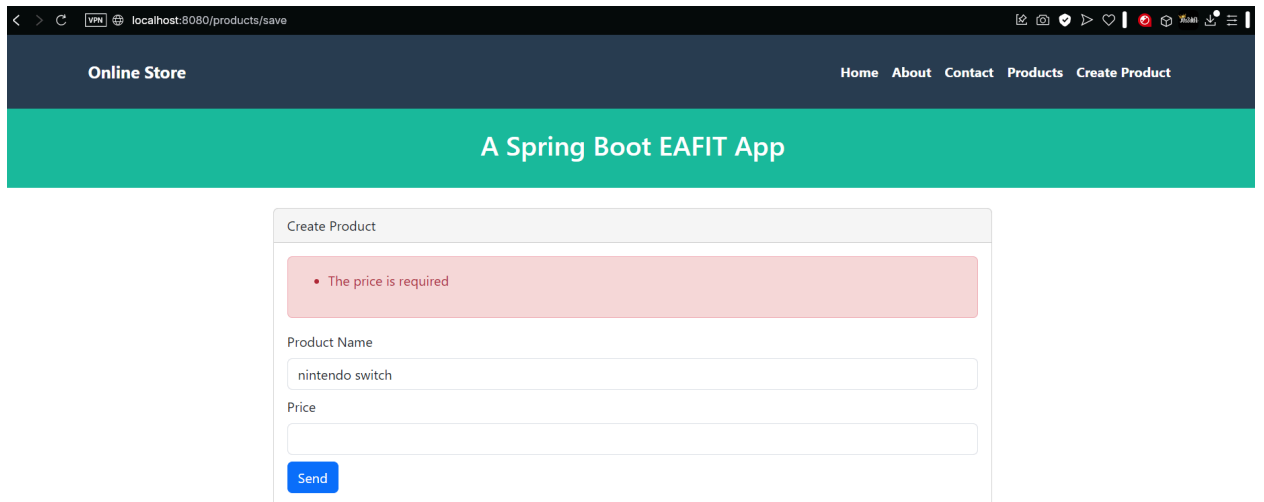 VPN localhost:8080/products/save
Online Store Home About Contact Products Create Product
A Spring Boot EAFIT App
Create Product
The price is required
Product Name
nintendo switch
Price
Send